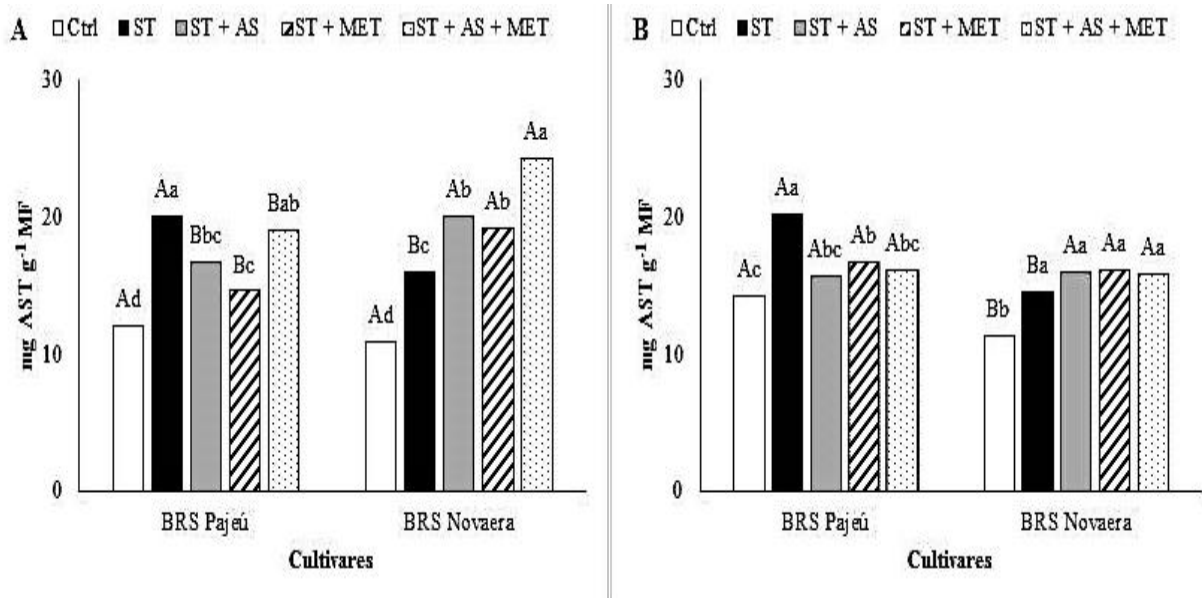 A Ctrl ST ST + AS ST + MET ST + AS + MET
mg AST g⁻¹ MF
30
20
10
0
Ad Aa Bbc Bc Bab
Ad Bc Ab Ab Aa
BRS Pajeú BRS Novaera
Cultivares
B Ctrl ST ST + AS ST + MET ST + AS + MET
mg AST g⁻¹ MF
30
20
10
0
Ac Aa Abc Ab Abc
Bb Ba Aa Aa Aa
BRS Pajeú BRS Novaera
Cultivares